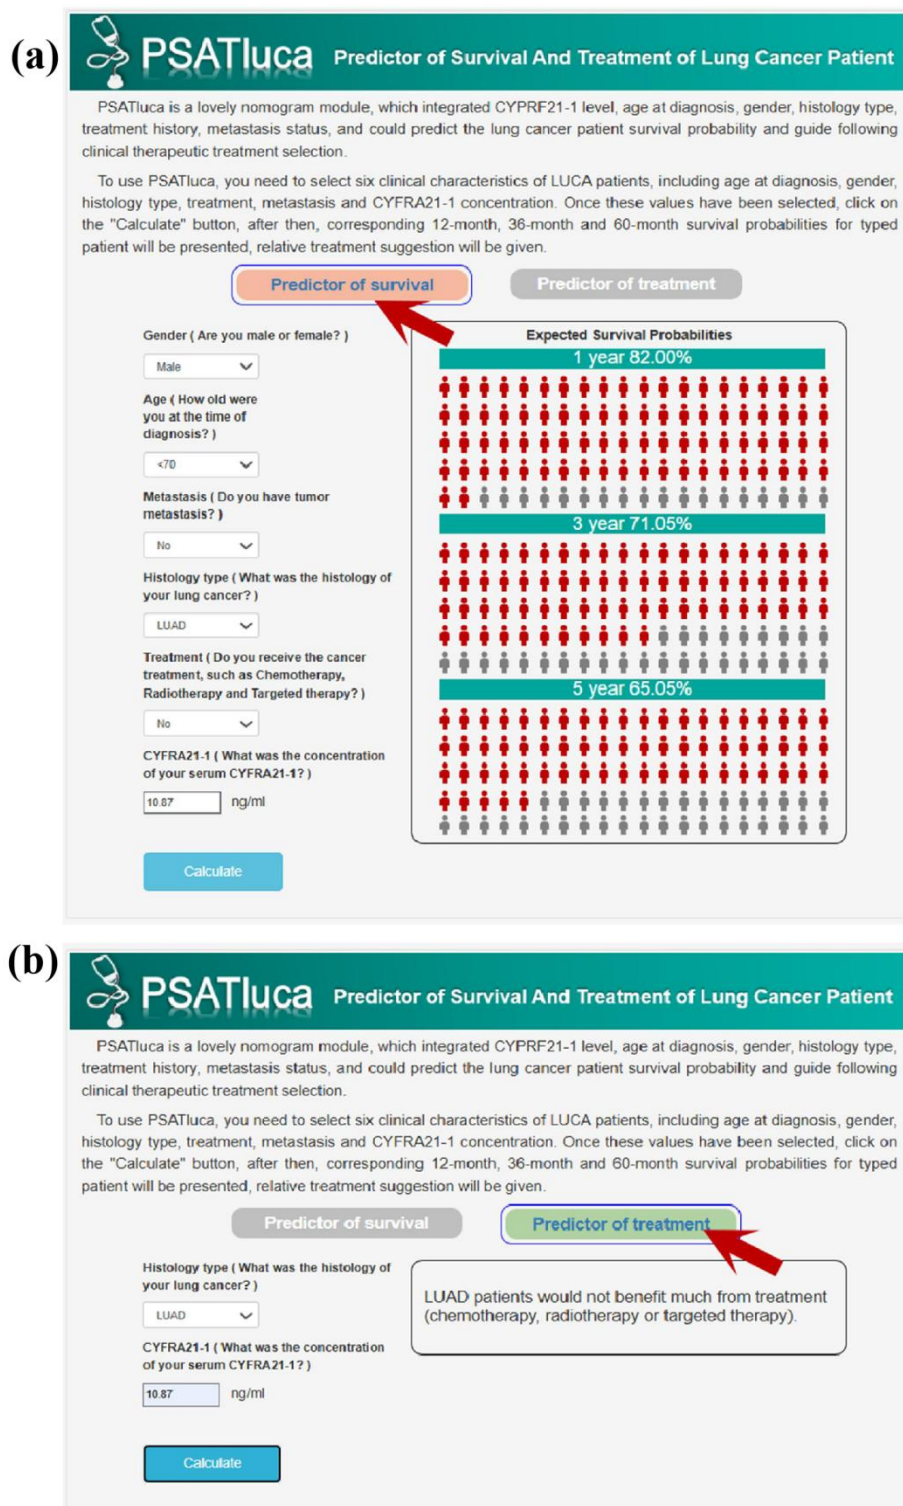 (a)
PSATluca Predictor of Survival And Treatment of Lung Cancer Patient
PSATluca is a lovely nomogram module, which integrated CYPRF21-1 level, age at diagnosis, gender, histology type,
treatment history, metastasis status, and could predict the lung cancer patient survival probability and guide following
clinical therapeutic treatment selection.
To use PSATluca, you need to select six clinical characteristics of LUCA patients, including age at diagnosis, gender,
histology type, treatment, metastasis and CYFRA21-1 concentration. Once these values have been selected, click on
the "Calculate" button, after then, corresponding 12-month, 36-month and 60-month survival probabilities for typed
patient will be presented, relative treatment suggestion will be given.
Predictor of survival Predictor of treatment
Gender ( Are you male or female? )
Male
Age ( How old were
you at the time of
diagnosis? )
<70
Metastasis ( Do you have tumor
metastasis? )
No
Histology type ( What was the histology of
your lung cancer? )
LUAD
Treatment ( Do you receive the cancer
treatment, such as Chemotherapy,
Radiotherapy and Targeted therapy? )
No
CYFRA21-1 ( What was the concentration
of your serum CYFRA21-1? )
10.87 ng/ml
Calculate
Expected Survival Probabilities
1 year 82.00%
3 year 71.05%
5 year 65.05%
(b)
PSATluca Predictor of Survival And Treatment of Lung Cancer Patient
PSATluca is a lovely nomogram module, which integrated CYPRF21-1 level, age at diagnosis, gender, histology type,
treatment history, metastasis status, and could predict the lung cancer patient survival probability and guide following
clinical therapeutic treatment selection.
To use PSATluca, you need to select six clinical characteristics of LUCA patients, including age at diagnosis, gender,
histology type, treatment, metastasis and CYFRA21-1 concentration. Once these values have been selected, click on
the "Calculate" button, after then, corresponding 12-month, 36-month and 60-month survival probabilities for typed
patient will be presented, relative treatment suggestion will be given.
Predictor of survival Predictor of treatment
Histology type ( What was the histology of
your lung cancer? )
LUAD
CYFRA21-1 ( What was the concentration
of your serum CYFRA21-1? )
10.87 ng/ml
Calculate
LUAD patients would not benefit much from treatment
(chemotherapy, radiotherapy or targeted therapy).